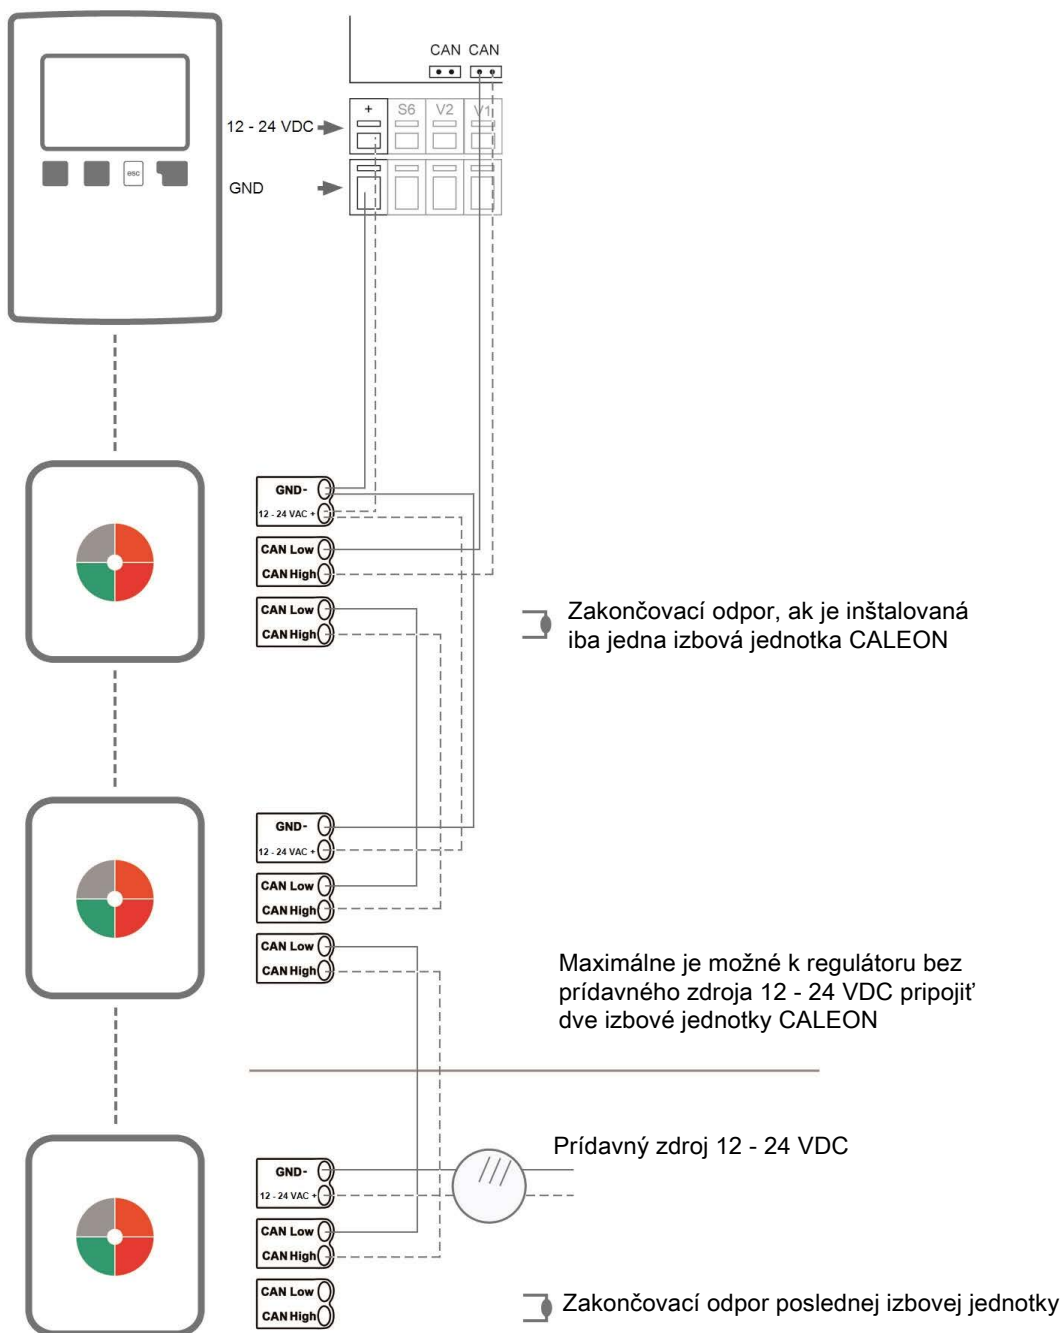 CAN CAN
+ S6 V2 V1
12 - 24 VDC
esc
GND
GND-
12 - 24 VAC +
CAN Low
CAN High
CAN Low
CAN High
Zakončovací odpor, ak je inštalovaná
iba jedna izbová jednotka CALEON
GND-
12 - 24 VAC +
CAN Low
CAN High
CAN Low
CAN High
Maximálne je možné k regulátoru bez
prídavného zdroja 12 - 24 VDC pripojiť
dve izbové jednotky CALEON
Prídavný zdroj 12 - 24 VDC
GND-
12 - 24 VAC +
CAN Low
CAN High
CAN Low
CAN High
Zakončovací odpor poslednej izbovej jednotky